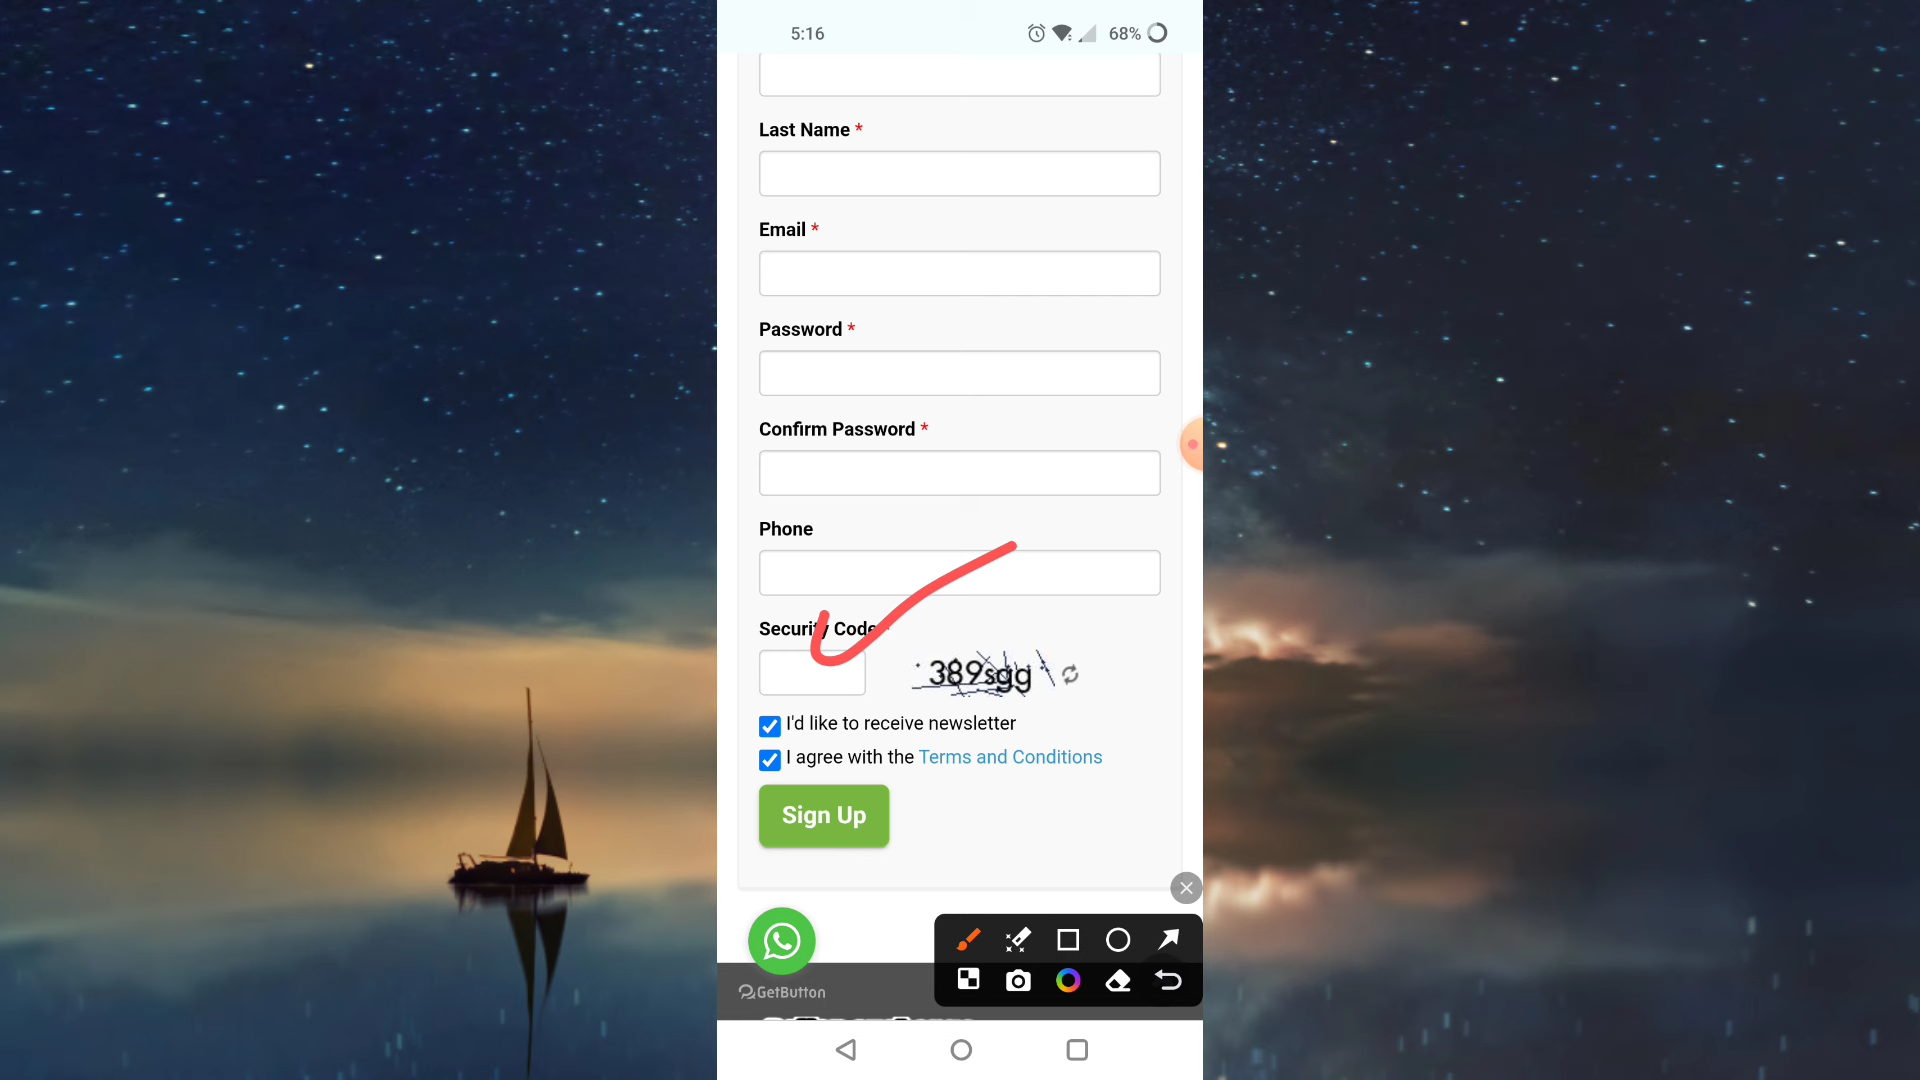 5:16
68%
Last Name *
Email *
Password *
Confirm Password *
Phone
Security Code
389sgg
I'd like to receive newsletter
I agree with the Terms and Conditions
Sign Up
GetButton